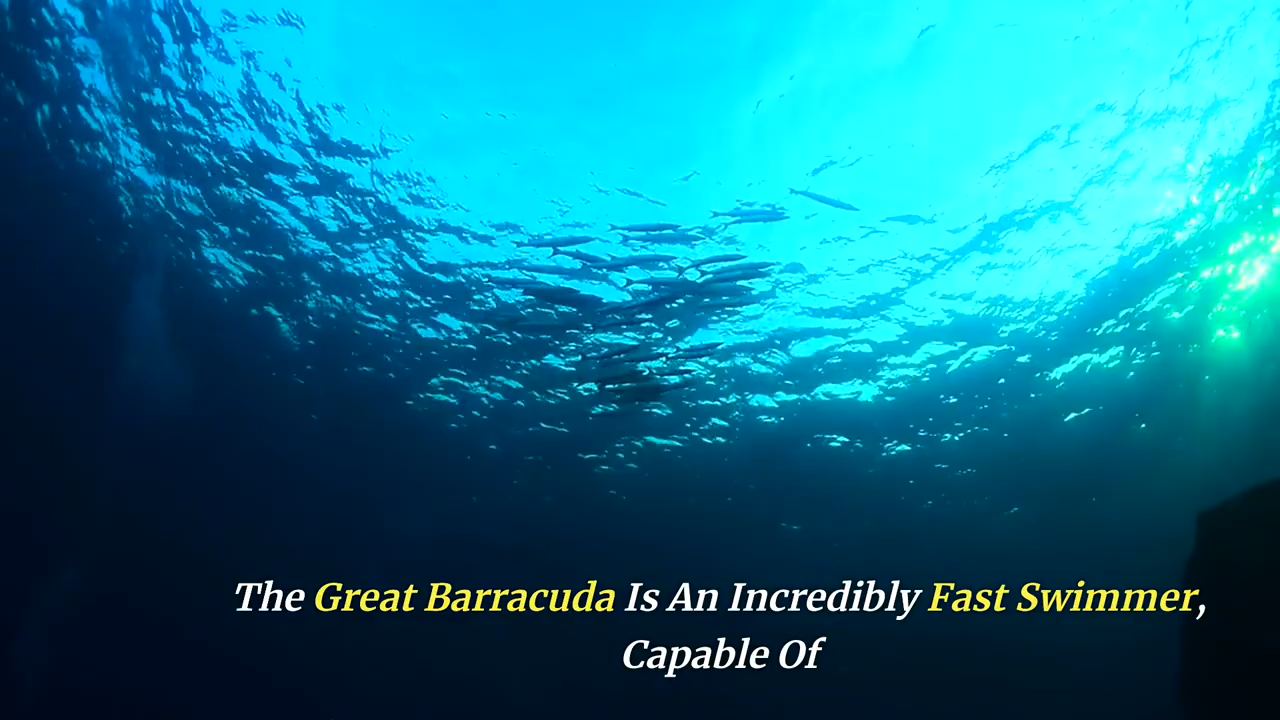 The Great Barracuda Is An Incredibly Fast Swimmer,
Capable Of